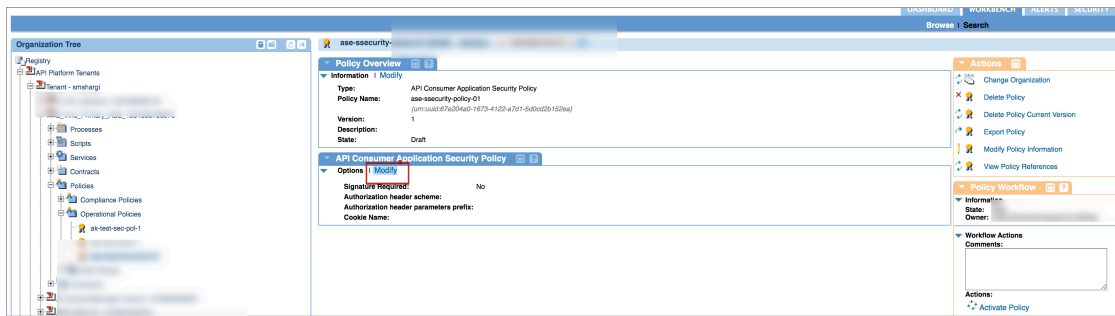 DASHBOARD WORKBENCH ALERTS SECURITY
Browse | Search
Organization Tree
Registry
API Platform Tenants
Tenant - smshargi
Processes
Scripts
Services
Contracts
Policies
Compliance Policies
Operational Policies
ak-test-sec-pol-1
ase-ssecurity-
Policy Overview
Information | Modify
Type: API Consumer Application Security Policy
Policy Name: ase-ssecurity-policy-01
(urn:uuid:67e204a0-1673-4122-a7d1-5d0cd2b152ea)
Version: 1
Description:
State: Draft
API Consumer Application Security Policy
Options | Modify
Signature Required: No
Authorization header scheme:
Authorization header parameters prefix:
Cookie Name:
Actions
Change Organization
Delete Policy
Delete Policy Current Version
Export Policy
Modify Policy Information
View Policy References
Policy Workflow
Information
State:
Owner:
Workflow Actions
Comments:
Actions:
Activate Policy